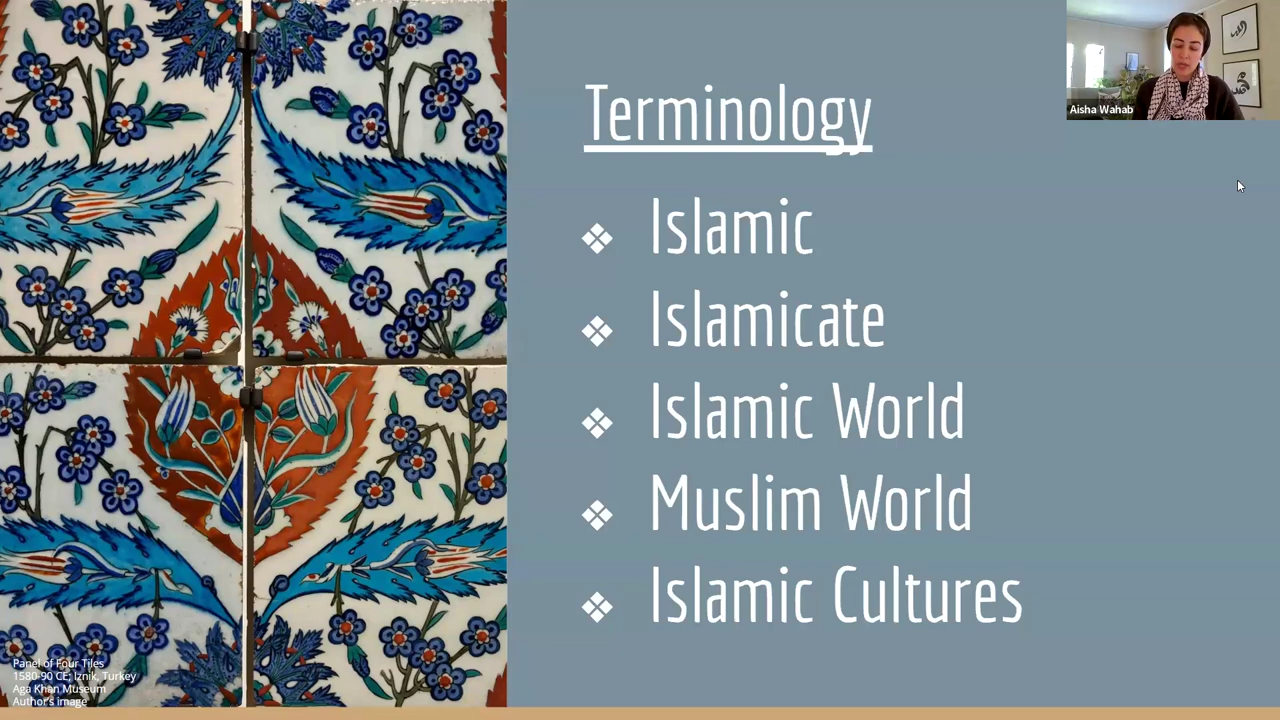 Terminology
Islamic
Islamicate
Islamic World
Muslim World
Islamic Cultures
Aisha Wahab
Panel of Four Tiles
1580-90 CE; Iznik, Turkey
Aga Khan Museum
Author's image